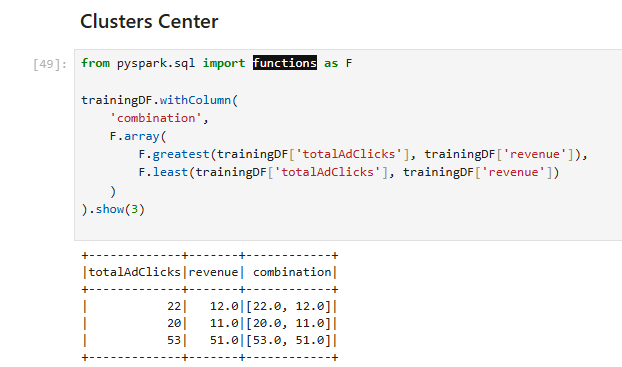 Clusters Center
[49]: from pyspark.sql import functions as F
trainingDF.withColumn(
    'combination',
    F.array(
        F.greatest(trainingDF['totalAdClicks'], trainingDF['revenue']),
        F.least(trainingDF['totalAdClicks'], trainingDF['revenue'])
    )
).show(3)
+-------------+-------+------------+
|totalAdClicks|revenue| combination|
+-------------+-------+------------+
|           22|   12.0|[22.0, 12.0]|
|           20|   11.0|[20.0, 11.0]|
|           53|   51.0|[53.0, 51.0]|
+-------------+-------+------------+